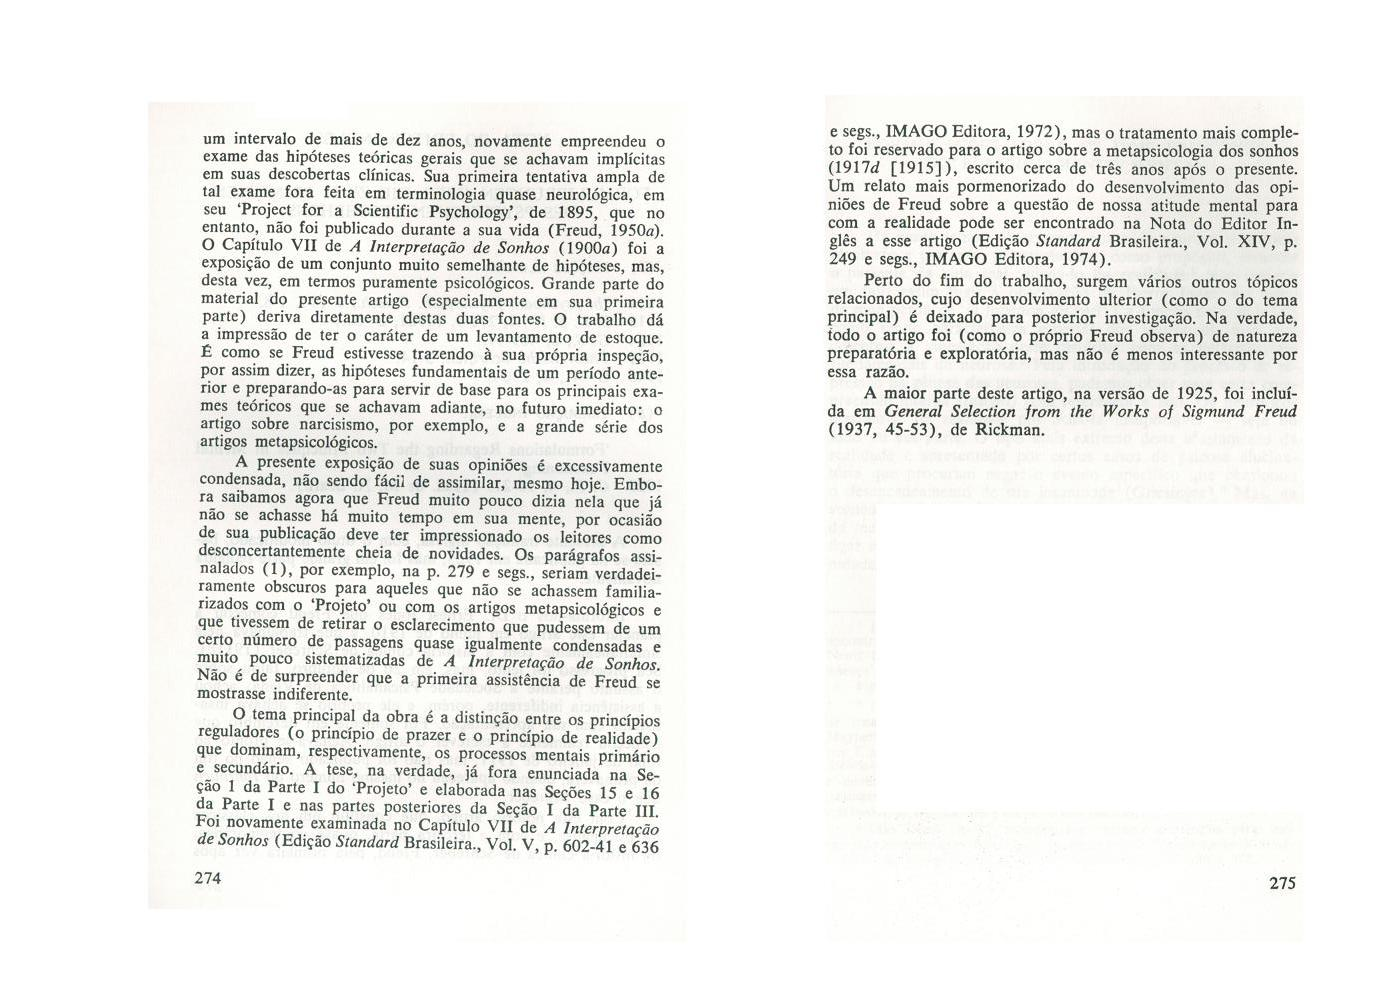 um intervalo de mais de dez anos, novamente empreendeu o
exame das hipóteses teóricas gerais que se achavam implícitas
em suas descobertas clínicas. Sua primeira tentativa ampla de
tal exame fora feita em terminologia quase neurológica, em
seu ‘Project for a Scientific Psychology’, de 1895, que no
entanto, não foi publicado durante a sua vida (Freud, 1950a).
O Capítulo VII de A Interpretação de Sonhos (1900a) foi a
exposição de um conjunto muito semelhante de hipóteses, mas,
desta vez, em termos puramente psicológicos. Grande parte do
material do presente artigo (especialmente em sua primeira
parte) deriva diretamente destas duas fontes. O trabalho dá
a impressão de ter o caráter de um levantamento de estoque.
É como se Freud estivesse trazendo à sua própria inspeção,
por assim dizer, as hipóteses fundamentais de um período ante-
rior e preparando-as para servir de base para os principais exa-
mes teóricos que se achavam adiante, no futuro imediato: o
artigo sobre narcisismo, por exemplo, e a grande série dos
artigos metapsicológicos.
A presente exposição de suas opiniões é excessivamente
condensada, não sendo fácil de assimilar, mesmo hoje. Embo-
ra saibamos agora que Freud muito pouco dizia nela que já
não se achasse há muito tempo em sua mente, por ocasião
de sua publicação deve ter impressionado os leitores como
desconcertantemente cheia de novidades. Os parágrafos assi-
nalados (1), por exemplo, na p. 279 e segs., seriam verdadei-
ramente obscuros para aqueles que não se achassem familia-
rizados com o ‘Projeto’ ou com os artigos metapsicológicos e
que tivessem de retirar o esclarecimento que pudessem de um
certo número de passagens quase igualmente condensadas e
muito pouco sistematizadas de A Interpretação de Sonhos.
Não é de surpreender que a primeira assistência de Freud se
mostrasse indiferente.
O tema principal da obra é a distinção entre os princípios
reguladores (o princípio de prazer e o princípio de realidade)
que dominam, respectivamente, os processos mentais primário
e secundário. A tese, na verdade, já fora enunciada na Se-
ção 1 da Parte I do ‘Projeto’ e elaborada nas Seções 15 e 16
da Parte I e nas partes posteriores da Seção I da Parte III.
Foi novamente examinada no Capítulo VII de A Interpretação
de Sonhos (Edição Standard Brasileira., Vol. V, p. 602-41 e 636
274
e segs., IMAGO Editora, 1972), mas o tratamento mais comple-
to foi reservado para o artigo sobre a metapsicologia dos sonhos
(1917d [1915]), escrito cerca de três anos após o presente.
Um relato mais pormenorizado do desenvolvimento das opi-
niões de Freud sobre a questão de nossa atitude mental para
com a realidade pode ser encontrado na Nota do Editor In-
glês a esse artigo (Edição Standard Brasileira., Vol. XIV, p.
249 e segs., IMAGO Editora, 1974).
Perto do fim do trabalho, surgem vários outros tópicos
relacionados, cujo desenvolvimento ulterior (como o do tema
principal) é deixado para posterior investigação. Na verdade,
todo o artigo foi (como o próprio Freud observa) de natureza
preparatória e exploratória, mas não é menos interessante por
essa razão.
A maior parte deste artigo, na versão de 1925, foi incluí-
da em General Selection from the Works of Sigmund Freud
(1937, 45-53), de Rickman.
275